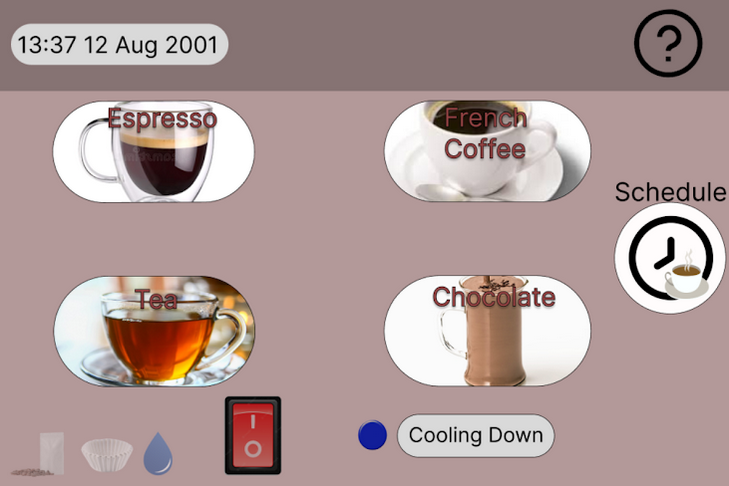 13:37 12 Aug 2001
?
Espresso
French
Coffee
Schedule
Tea
Chocolate
Cooling Down